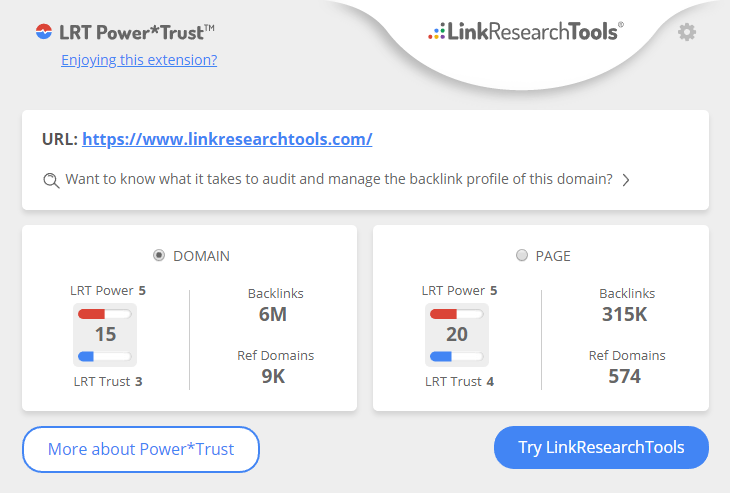 LRT Power*Trust™
LinkResearchTools®
Enjoying this extension?
URL: https://www.linkresearchtools.com/
Want to know what it takes to audit and manage the backlink profile of this domain?
DOMAIN
LRT Power 5
15
LRT Trust 3
Backlinks
6M
Ref Domains
9K
PAGE
LRT Power 5
20
LRT Trust 4
Backlinks
315K
Ref Domains
574
More about Power*Trust
Try LinkResearchTools